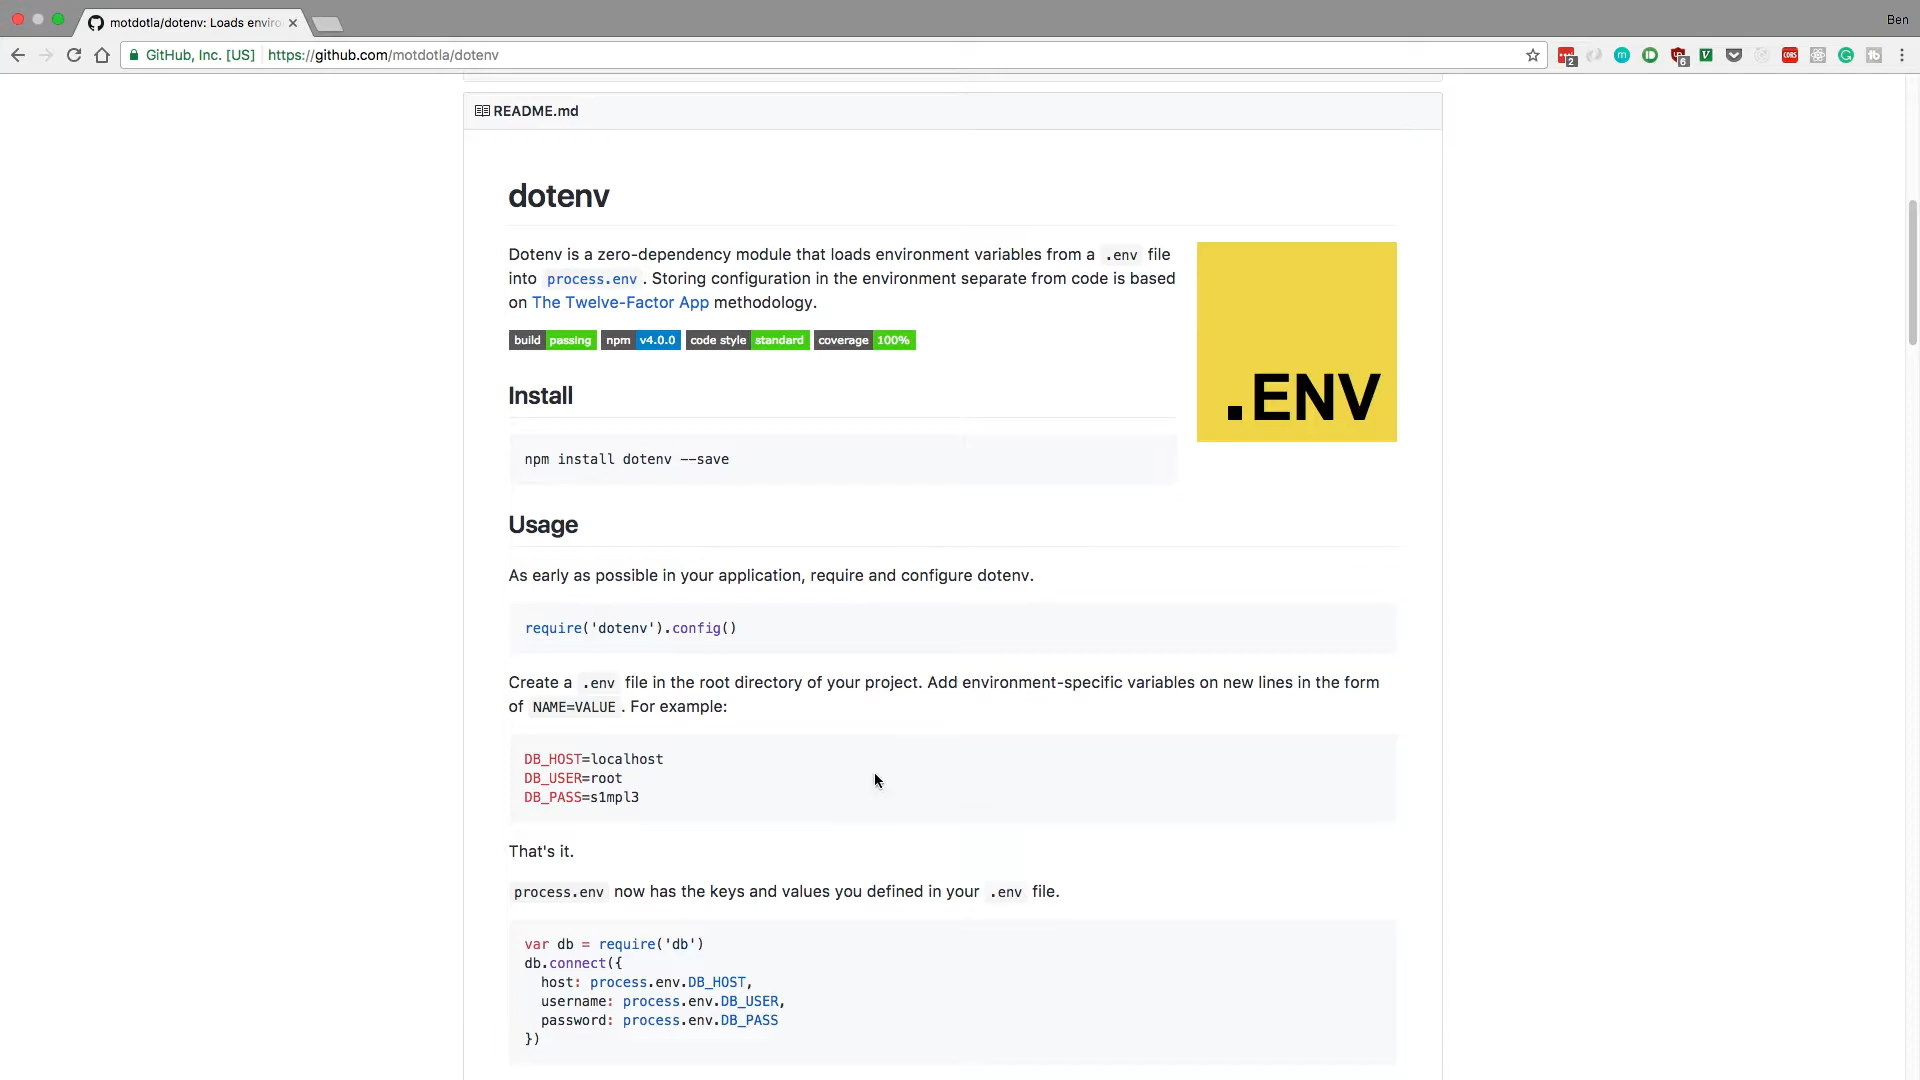 motdotla/dotenv: Loads enviro
Ben
GitHub, Inc. [US]
https://github.com/motdotla/dotenv
2
6
CORS
README.md
dotenv
Dotenv is a zero-dependency module that loads environment variables from a .env file
into process.env . Storing configuration in the environment separate from code is based
on The Twelve-Factor App methodology.
build passing npm v4.0.0 code style standard coverage 100%
.ENV
Install
npm install dotenv --save
Usage
As early as possible in your application, require and configure dotenv.
require('dotenv').config()
Create a .env file in the root directory of your project. Add environment-specific variables on new lines in the form
of NAME=VALUE . For example:
DB_HOST=localhost
DB_USER=root
DB_PASS=s1mpl3
That's it.
process.env now has the keys and values you defined in your .env file.
var db = require('db')
db.connect({
host: process.env.DB_HOST,
username: process.env.DB_USER,
password: process.env.DB_PASS
})